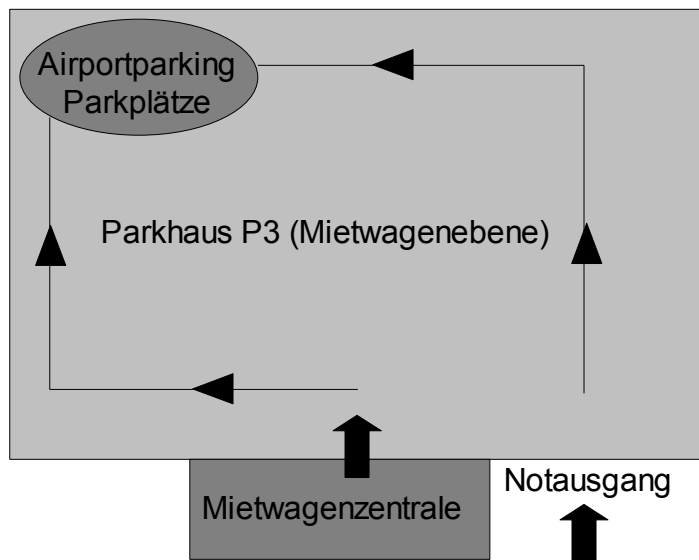 Airportparking
Parkplätze
Parkhaus P3 (Mietwagenebene)
Notausgang
Mietwagenzentrale